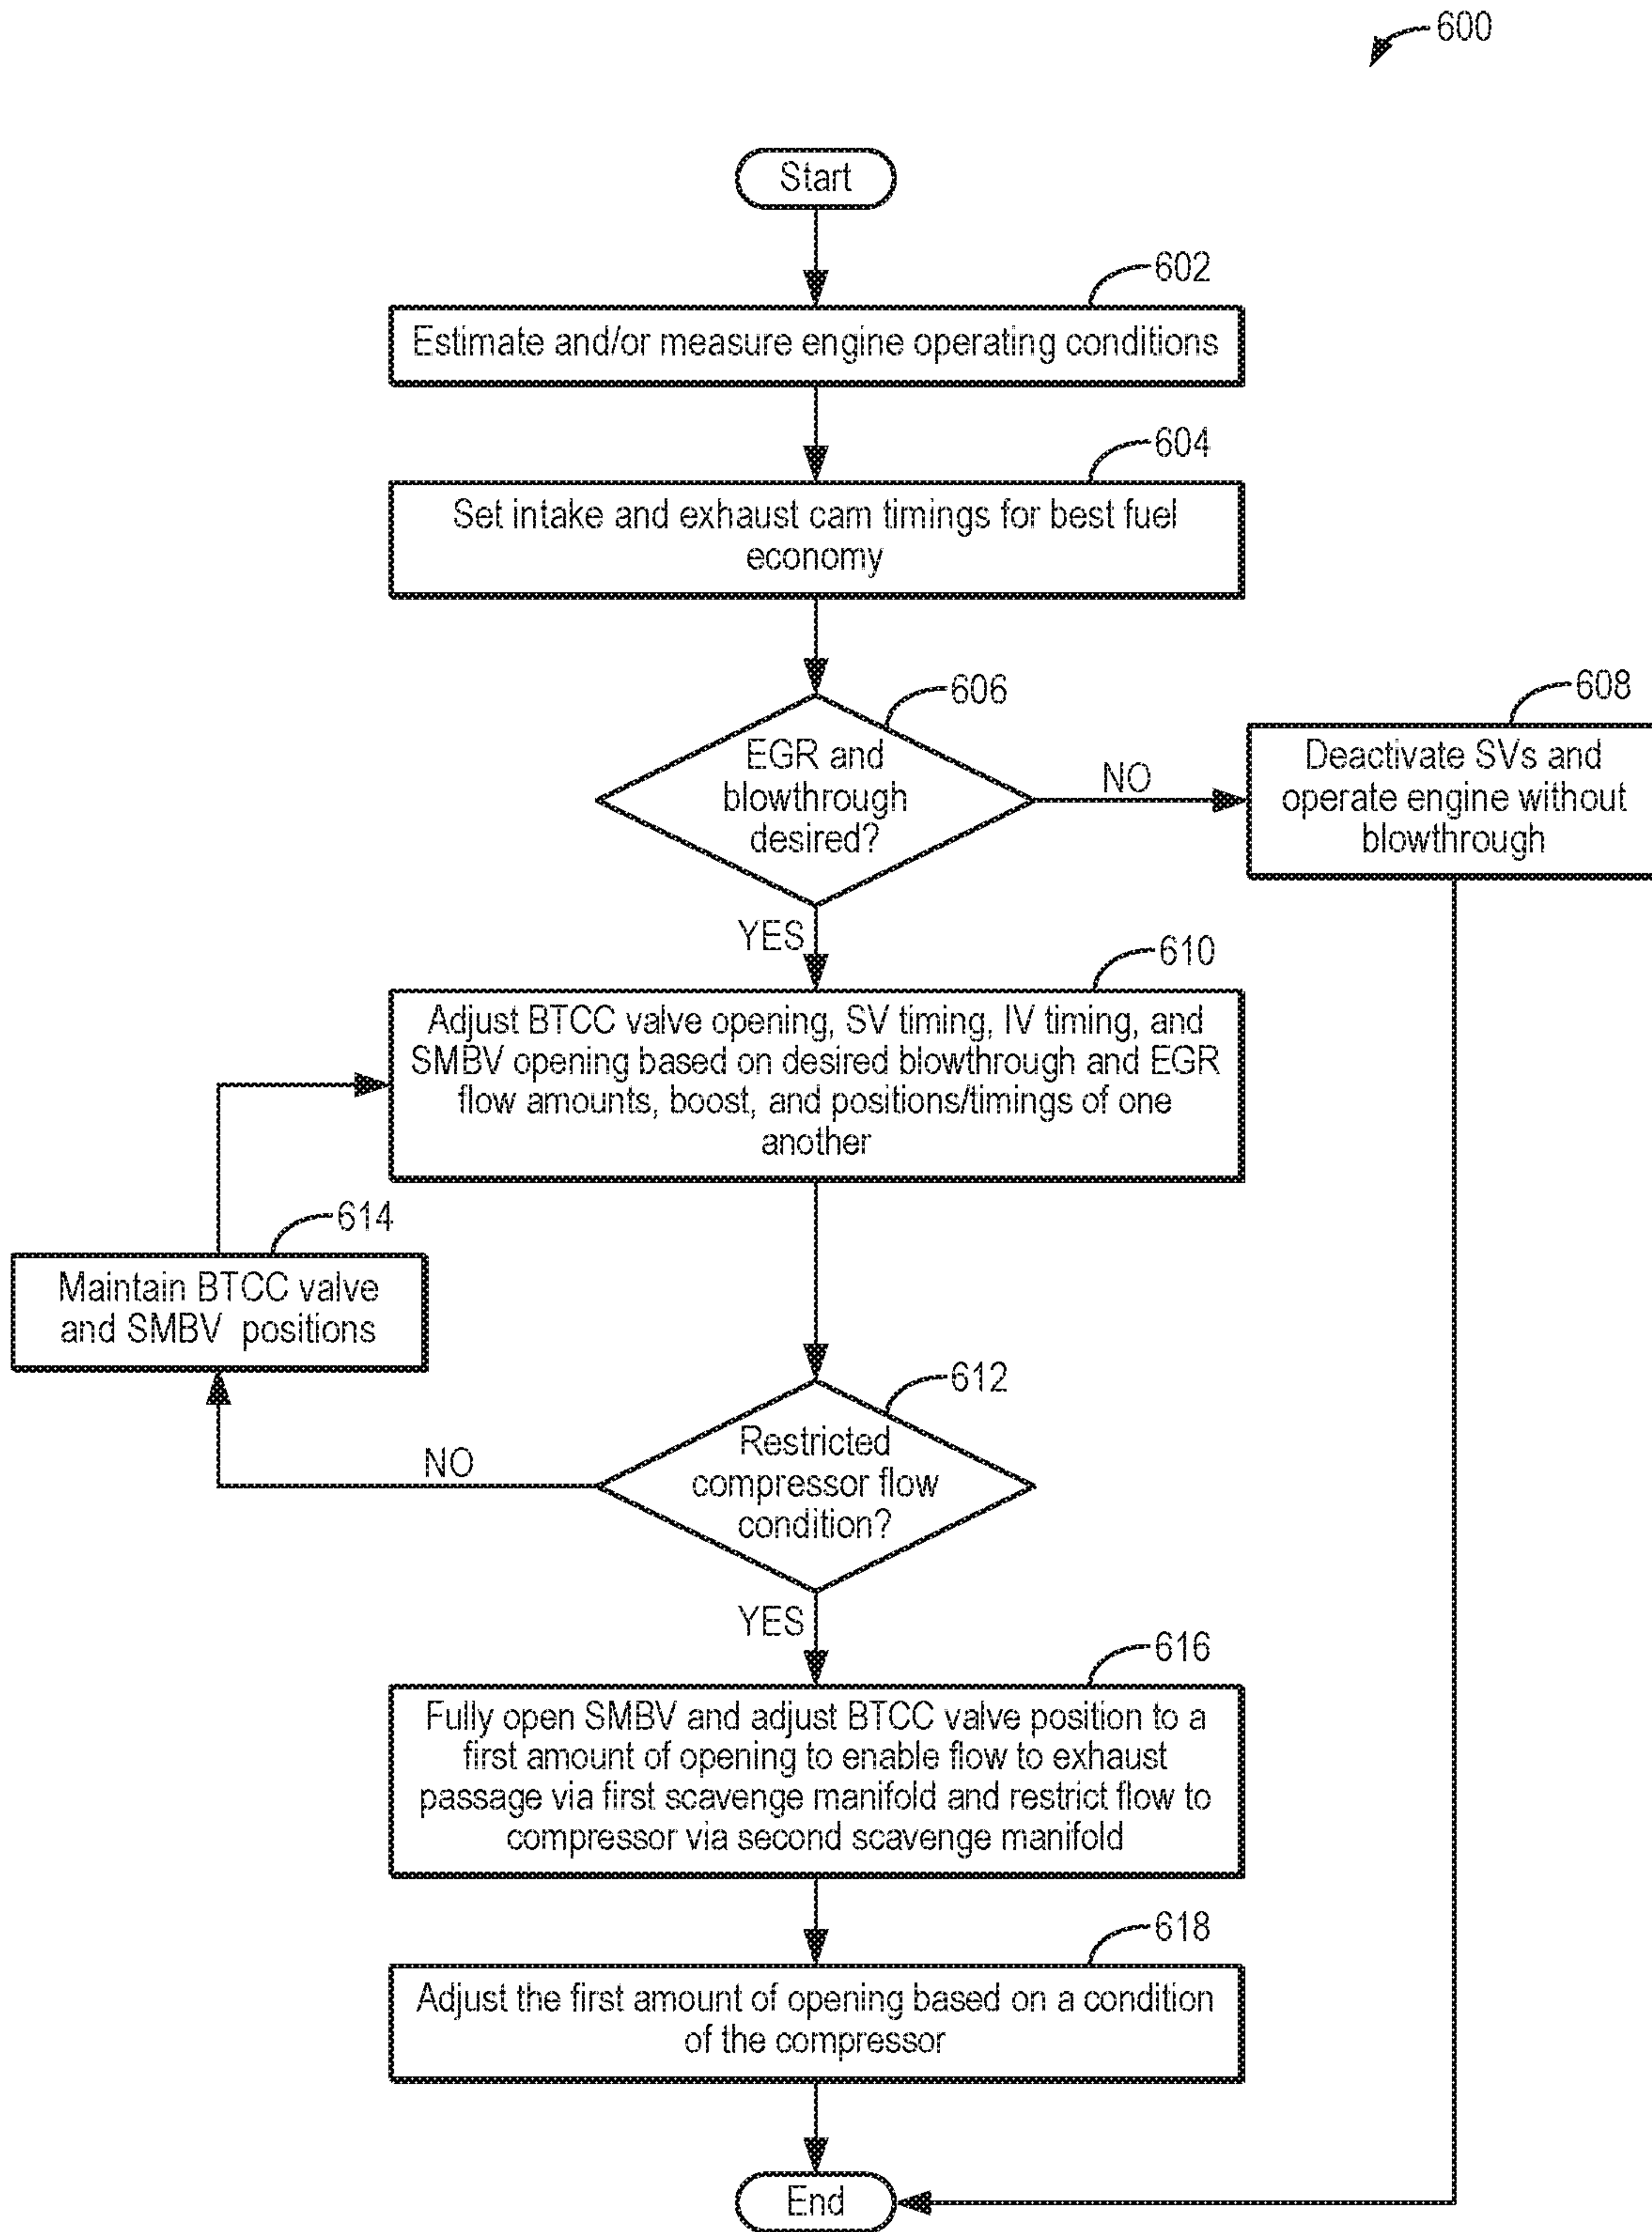 600
Start
602
Estimate and/or measure engine operating conditions
604
Set intake and exhaust cam timings for best fuel
economy
606
EGR and
blowthrough
desired?
NO
608
Deactivate SVs and
operate engine without
blowthrough
YES
610
Adjust BTCC valve opening, SV timing, IV timing, and
SMBV opening based on desired blowthrough and EGR
flow amounts, boost, and positions/timings of one
another
614
Maintain BTCC valve
and SMBV positions
612
Restricted
compressor flow
condition?
NO
YES
616
Fully open SMBV and adjust BTCC valve position to a
first amount of opening to enable flow to exhaust
passage via first scavenge manifold and restrict flow to
compressor via second scavenge manifold
618
Adjust the first amount of opening based on a condition
of the compressor
End